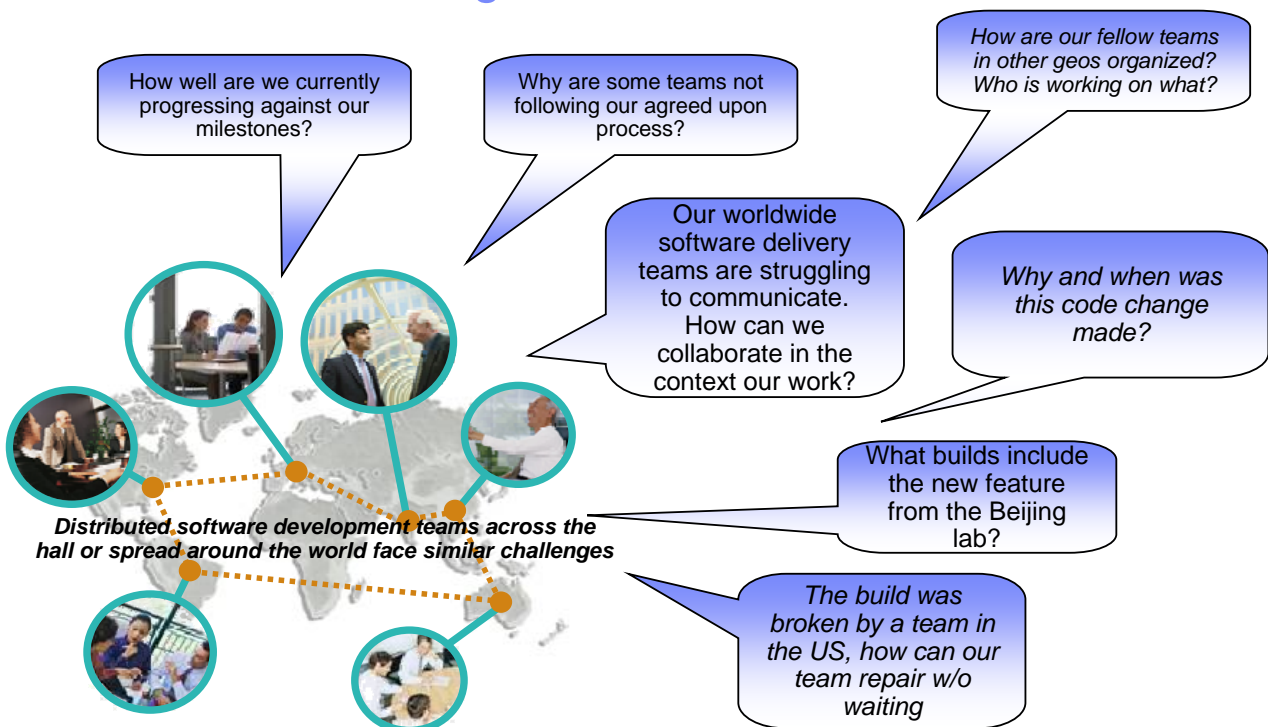 How well are we currently
progressing against our
milestones?
Why are some teams not
following our agreed upon
process?
How are our fellow teams
in other geos organized?
Who is working on what?
Our worldwide
software delivery
teams are struggling
to communicate.
How can we
collaborate in the
context our work?
Why and when was
this code change
made?
What builds include
the new feature
from the Beijing
lab?
Distributed software development teams across the
hall or spread around the world face similar challenges
The build was
broken by a team in
the US, how can our
team repair w/o
waiting